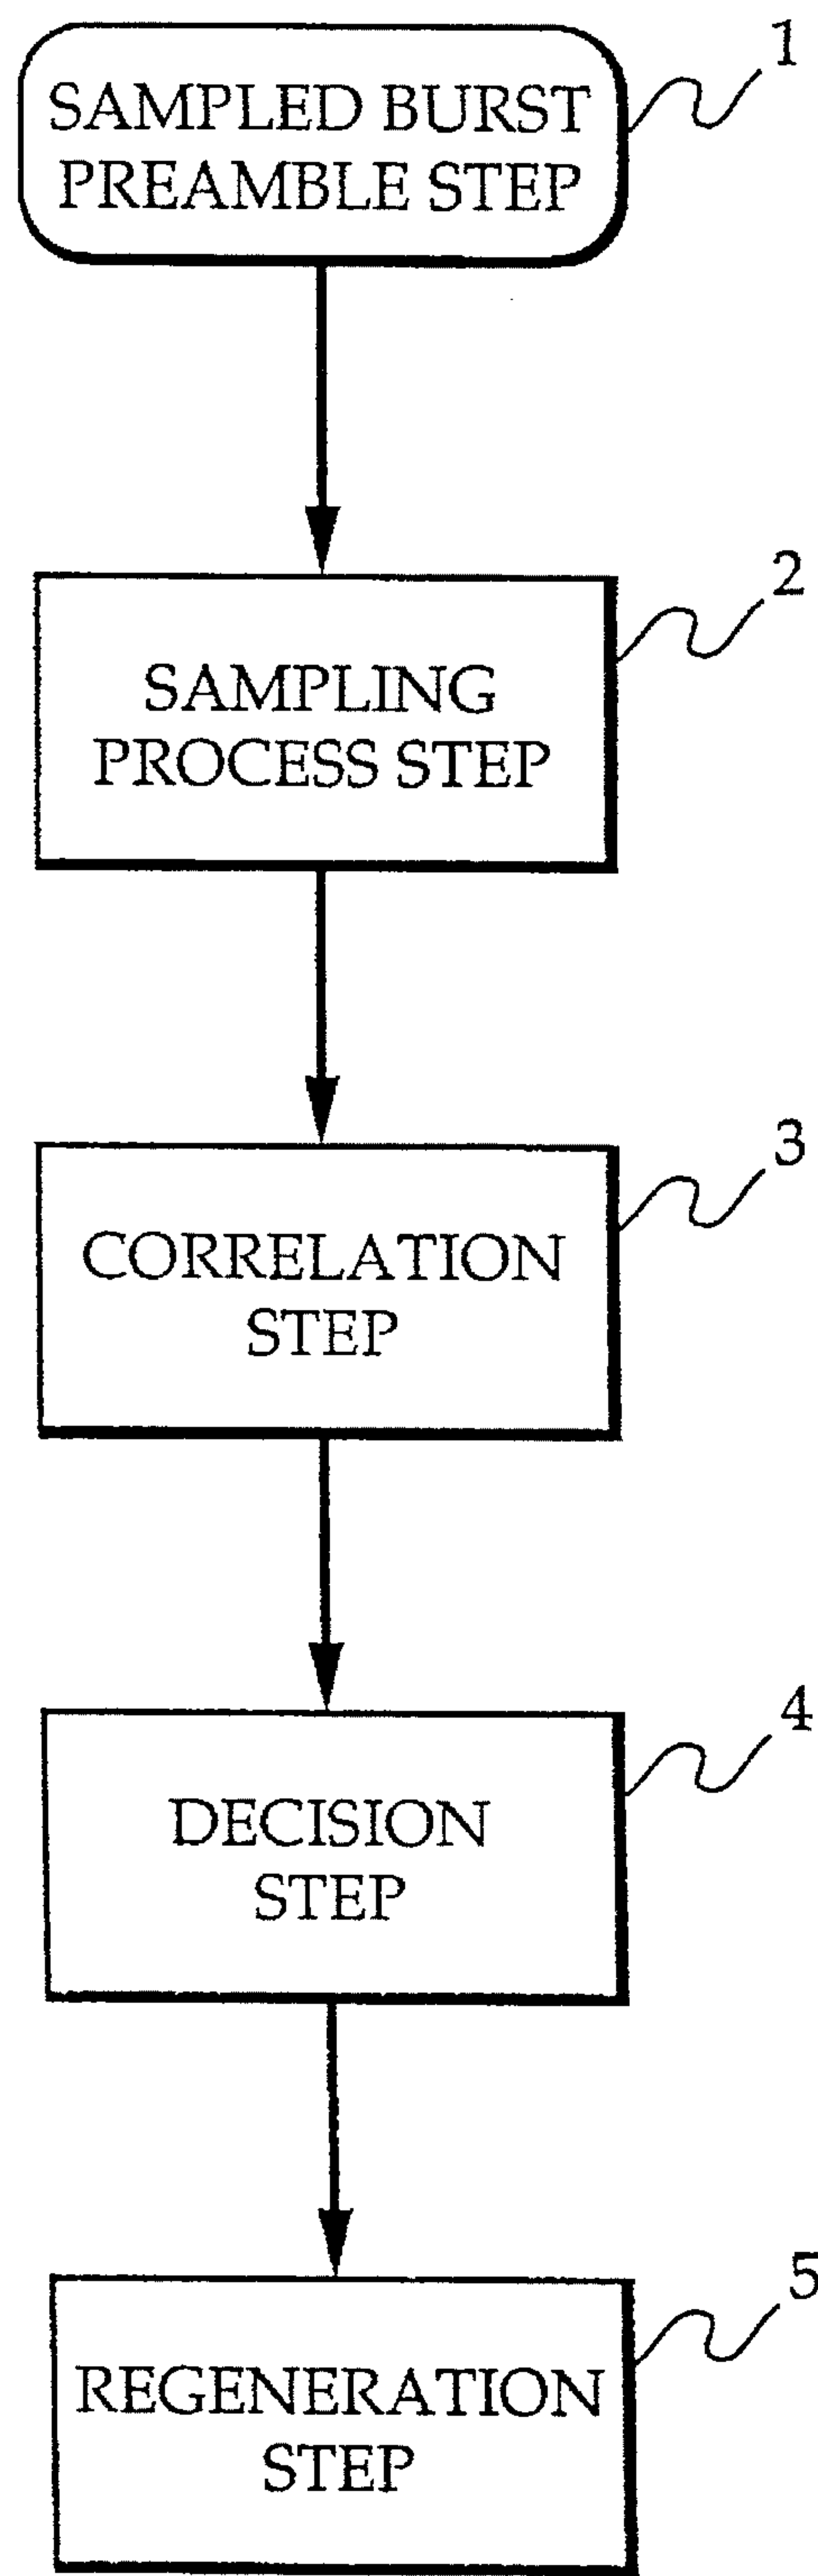 1
SAMPLED BURST
PREAMBLE STEP
2
SAMPLING
PROCESS STEP
3
CORRELATION
STEP
4
DECISION
STEP
5
REGENERATION
STEP